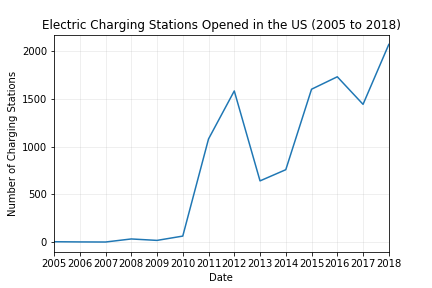 Electric Charging Stations Opened in the US (2005 to 2018)
Number of Charging Stations
2000
1500
1000
500
0
2005 2006 2007 2008 2009 2010 2011 2012 2013 2014 2015 2016 2017 2018
Date